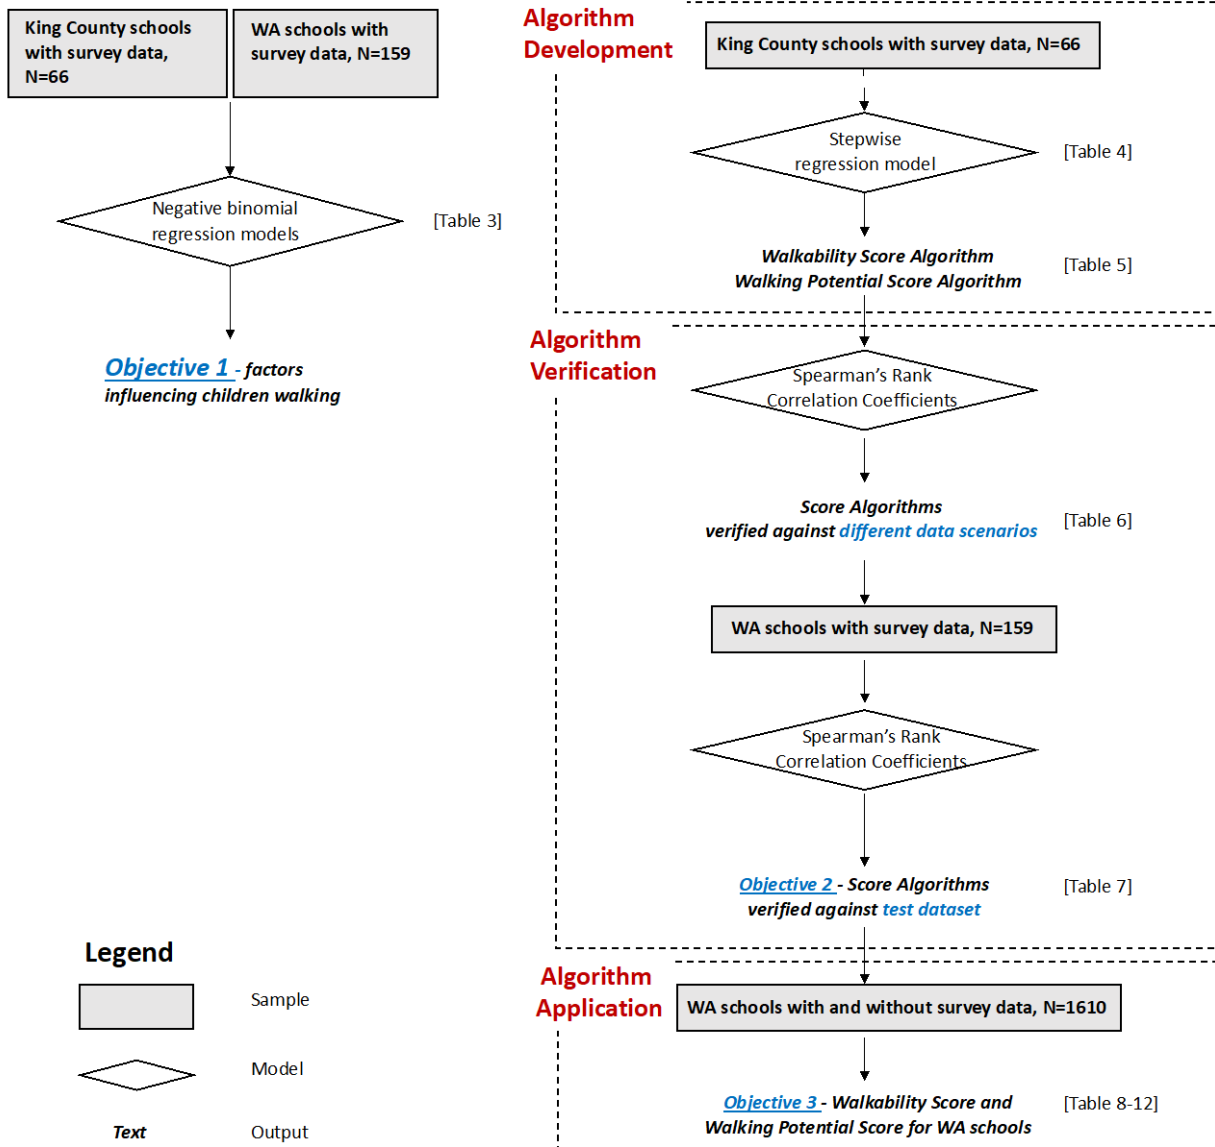 King County schools
with survey data,
N=66
WA schools with
survey data, N=159
Negative binomial
regression models
[Table 3]
Objective 1 - factors
influencing children walking
Legend
Sample
Model
Text
Output
Algorithm
Development
King County schools with survey data, N=66
Stepwise
regression model
[Table 4]
Walkability Score Algorithm
Walking Potential Score Algorithm
[Table 5]
Algorithm
Verification
Spearman's Rank
Correlation Coefficients
Score Algorithms
verified against different data scenarios
[Table 6]
WA schools with survey data, N=159
Spearman's Rank
Correlation Coefficients
Objective 2 - Score Algorithms
verified against test dataset
[Table 7]
Algorithm
Application
WA schools with and without survey data, N=1610
Objective 3 - Walkability Score and
Walking Potential Score for WA schools
[Table 8-12]